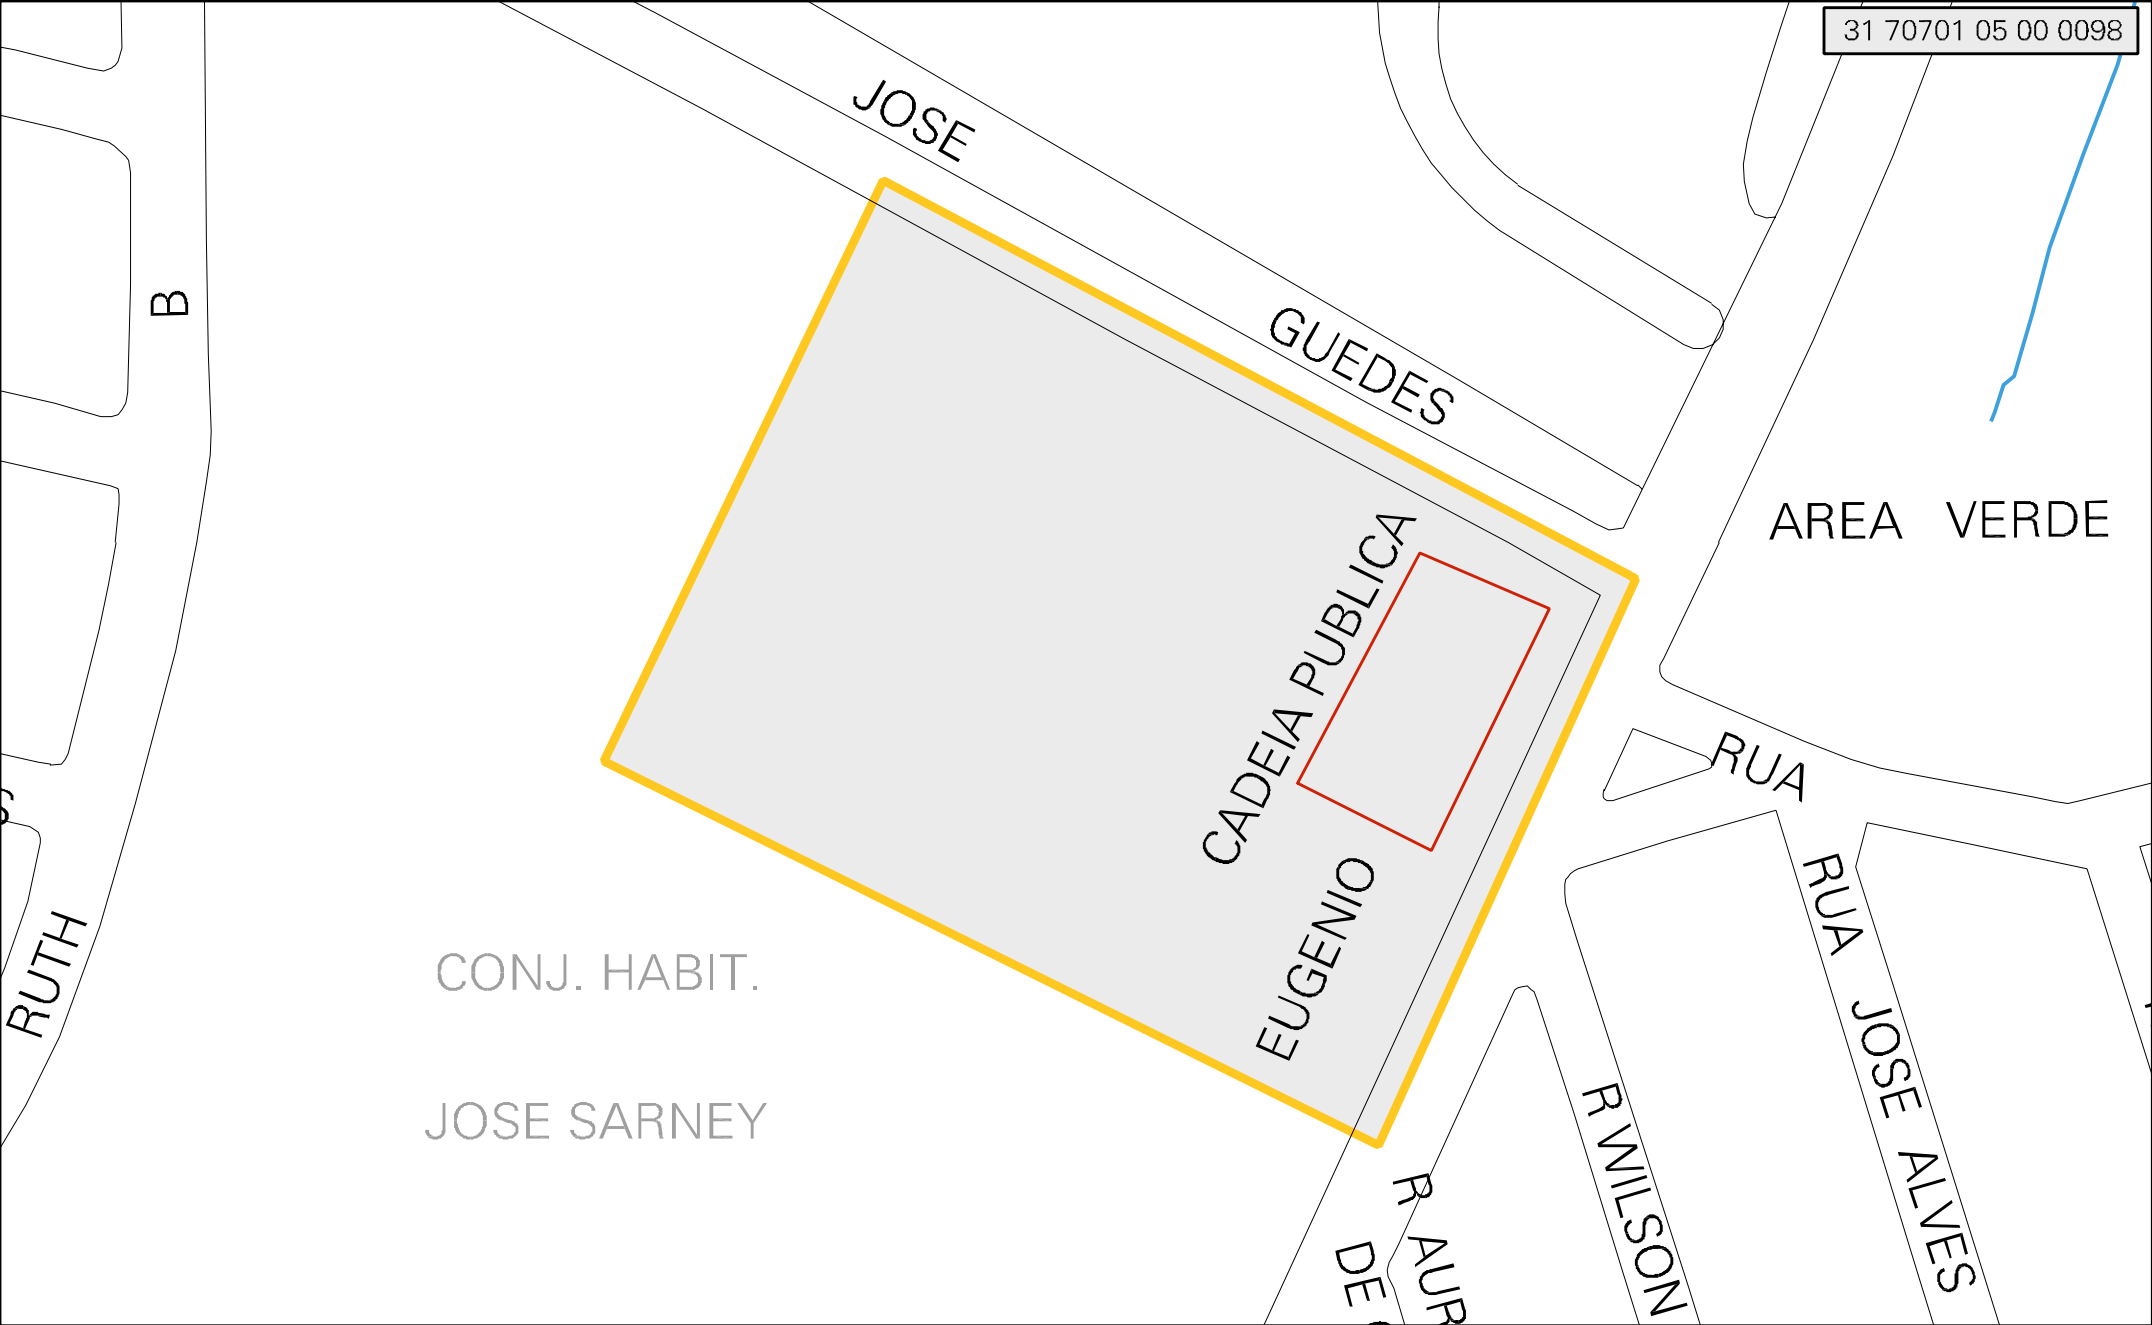 31 70701 05 00 0098
JOSE
GUEDES
B
AREA VERDE
CADEIA PUBLICA
RUA
EUGENIO
RUA JOSE ALVES
RUTH
CONJ. HABIT.
JOSE SARNEY
R WILSON
R AUR
DE